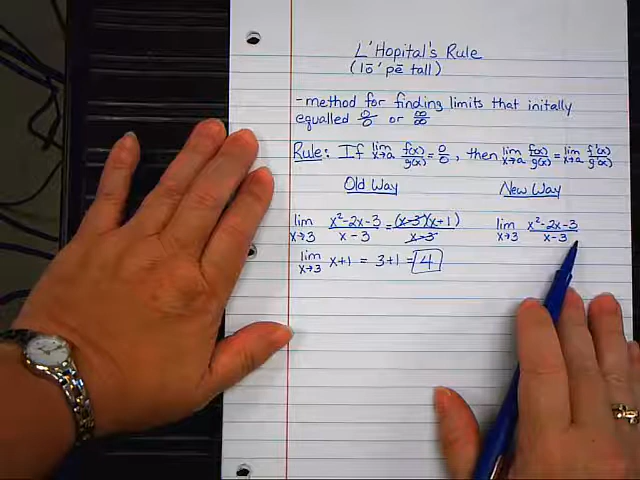 L'Hopital's Rule
(lō' pē tall)
-method for finding limits that initally
equalled 0/0 or ∞/∞
Rule: If lim x→a f(x)/g(x) = 0/0, then lim x→a f(x)/g(x) = lim x→a f'(x)/g'(x)
Old Way
New Way
lim x→3 x²-2x-3/x-3 = (x-3)(x+1)/x-3
lim x→3 x+1 = 3+1 = 4
lim x→3 x²-2x-3/x-3